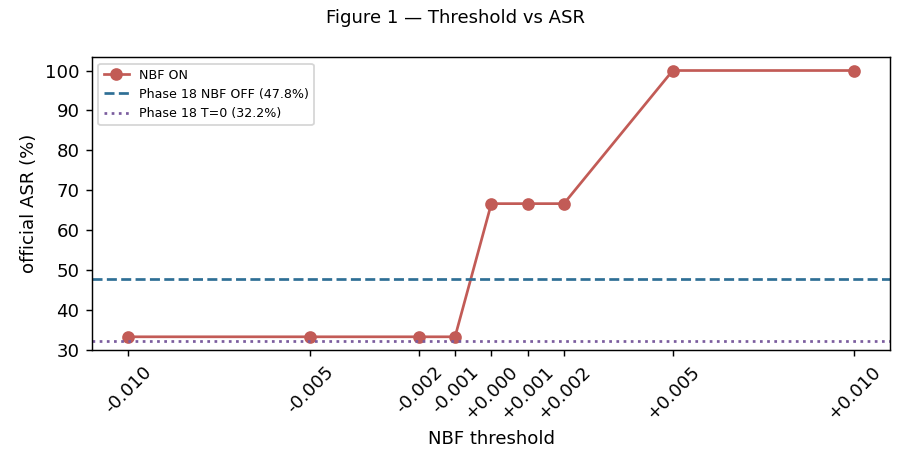 Figure 1 — Threshold vs ASR
NBF ON
Phase 18 NBF OFF (47.8%)
Phase 18 T=0 (32.2%)
official ASR (%)
100
90
80
70
60
50
40
30
-0.010
-0.005
-0.002
-0.001
+0.000
+0.001
+0.002
+0.005
+0.010
NBF threshold